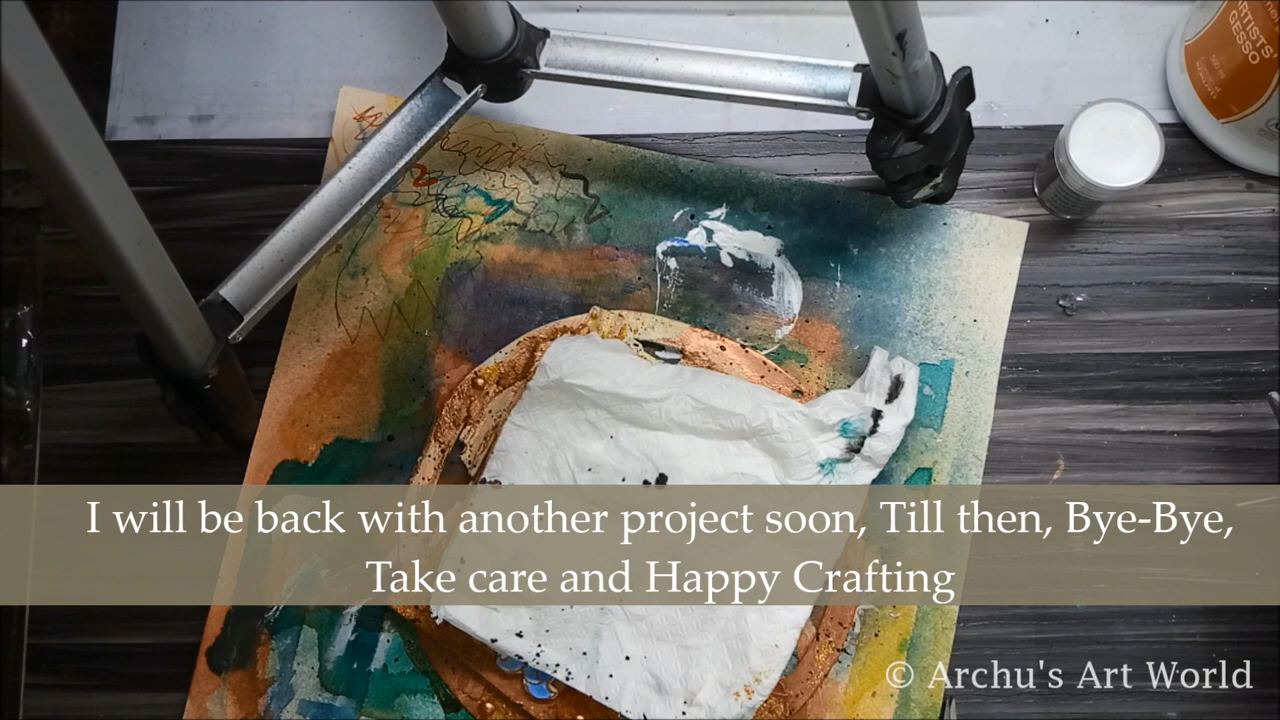 ARTISTS'
GESSO
I will be back with another project soon, Till then, Bye-Bye,
Take care and Happy Crafting
© Archu's Art World